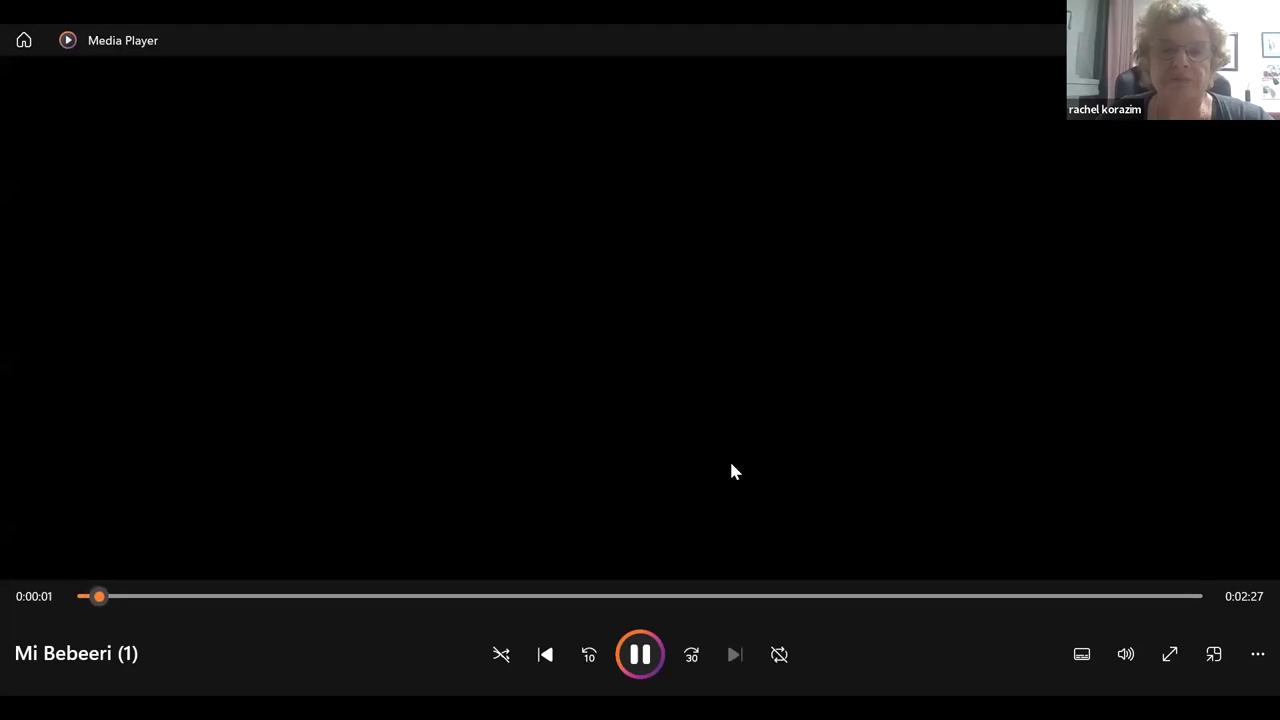 Media Player
rachel korazim
0:00:01
0:02:27
Mi Bebeeri (1)
10
30